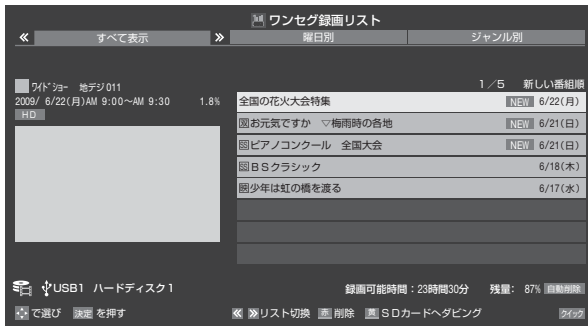 ワンセグ録画リスト
≪ すべて表示 ≫ 曜日別 ジャンル別
ワイドショー 地デジ011
1/5 新しい番組順
2009/ 6/22(月)AM 9:00～AM 9:30 1.8%
HD
全国の花火大会特集 NEW 6/22(月)
お元気ですか ▽梅雨時の各地 NEW 6/21(日)
ピアノコンクール 全国大会 NEW 6/21(日)
BSクラシック 6/18(木)
少年は虹の橋を渡る 6/17(水)
USB1 ハードディスク1
録画可能時間：23時間30分 残量： 87% 自動削除
で選び 決定 を押す
≪ ≫リスト切換 赤 削除 黄 SDカードへダビング クイック